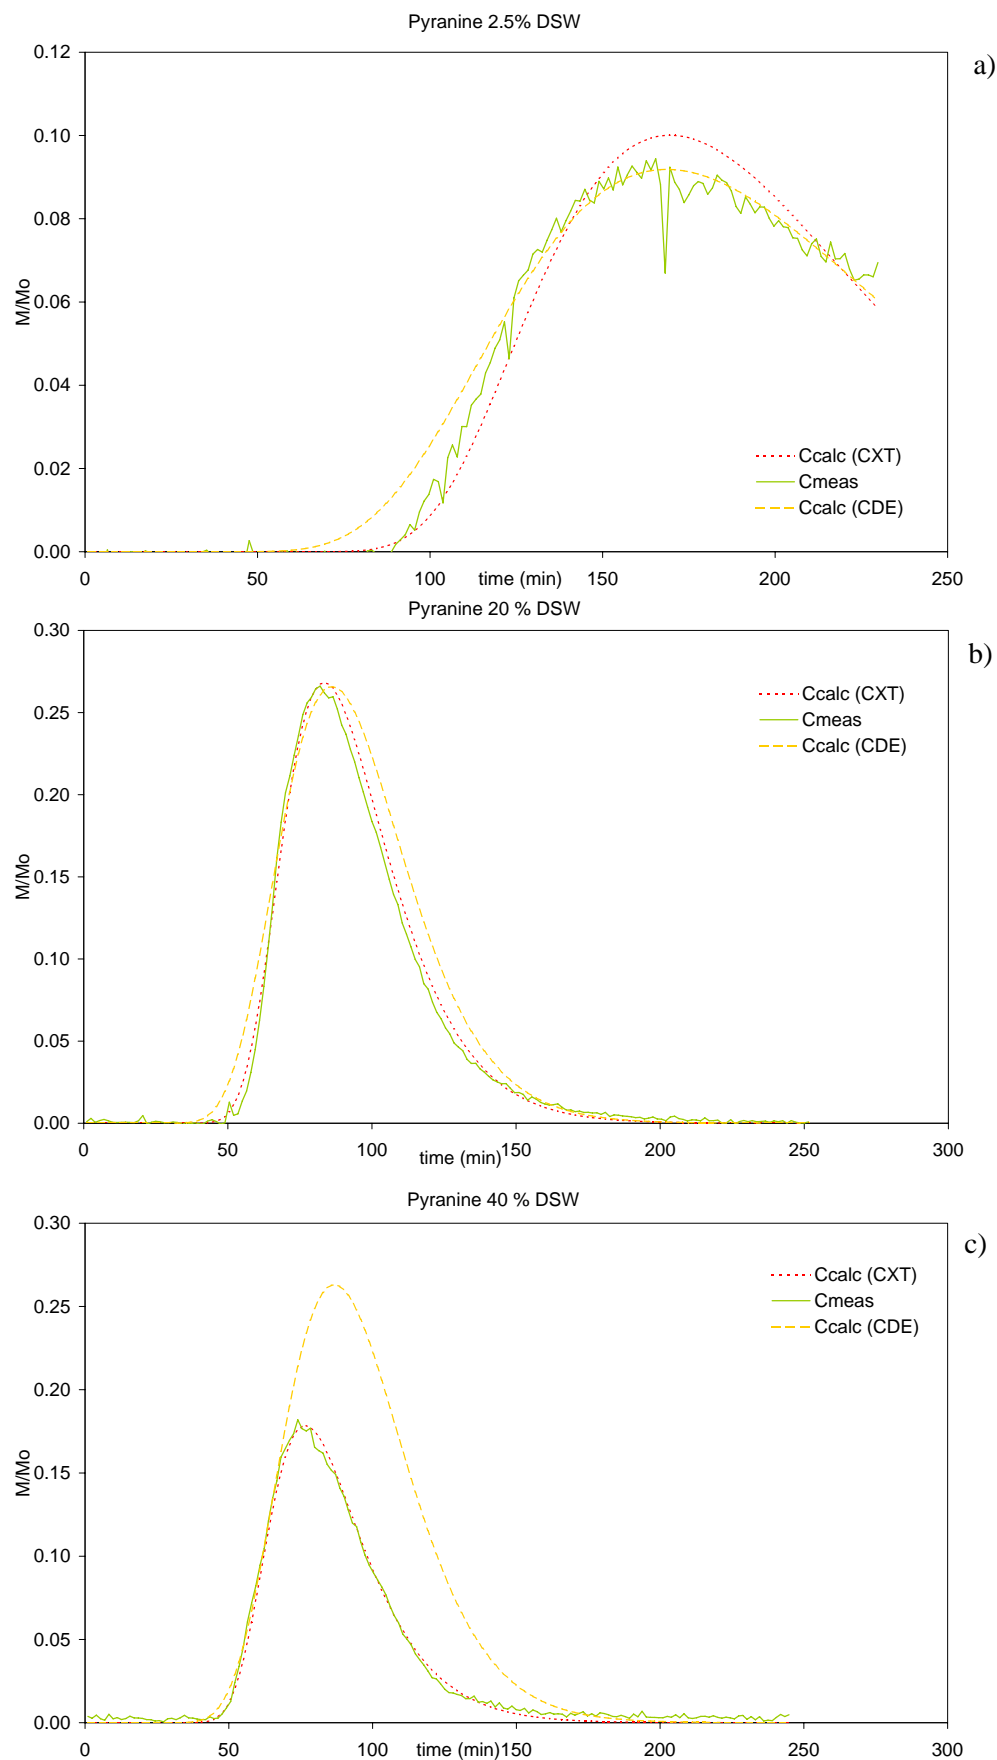 Pyranine 2.5% DSW
a)
0.12
0.10
0.08
0.06
0.04
0.02
0.00
M/Mo
Ccalc (CXT)
Cmeas
Ccalc (CDE)
0 50 100 150 200 250
time (min)
Pyranine 20 % DSW
b)
0.30
0.25
0.20
0.15
0.10
0.05
0.00
M/Mo
Ccalc (CXT)
Cmeas
Ccalc (CDE)
0 50 100 150 200 250 300
time (min)
Pyranine 40 % DSW
c)
0.30
0.25
0.20
0.15
0.10
0.05
0.00
M/Mo
Ccalc (CXT)
Cmeas
Ccalc (CDE)
0 50 100 150 200 250 300
time (min)